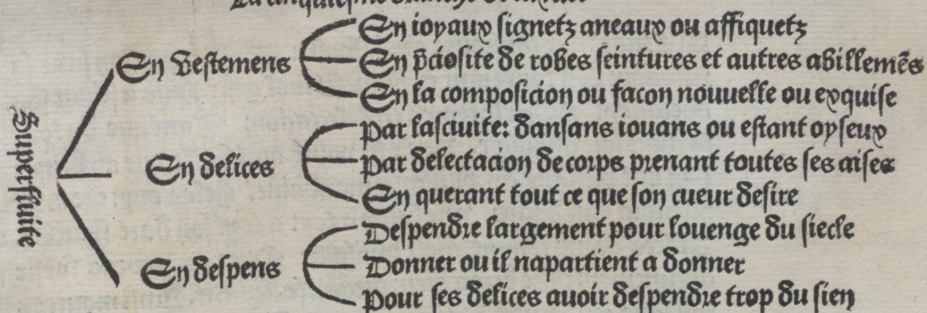 En ioyaux signetz aneaux ou affiquetz
En vestemens
En p̄ciosite de robes seintures et autres abillemēs
En la composicion ou facon nouuelle ou exquise
Superfluite
Par lasciuite: dansans iouans ou estant oyseux
En delices
Par delectacion de corps prenant toutes ses aises
En querant tout ce que son cueur desire
Despendre largement pour louenge du siecle
En despens
Donner ou il napartient a donner
Pour ses delices auoir despendre trop du sien